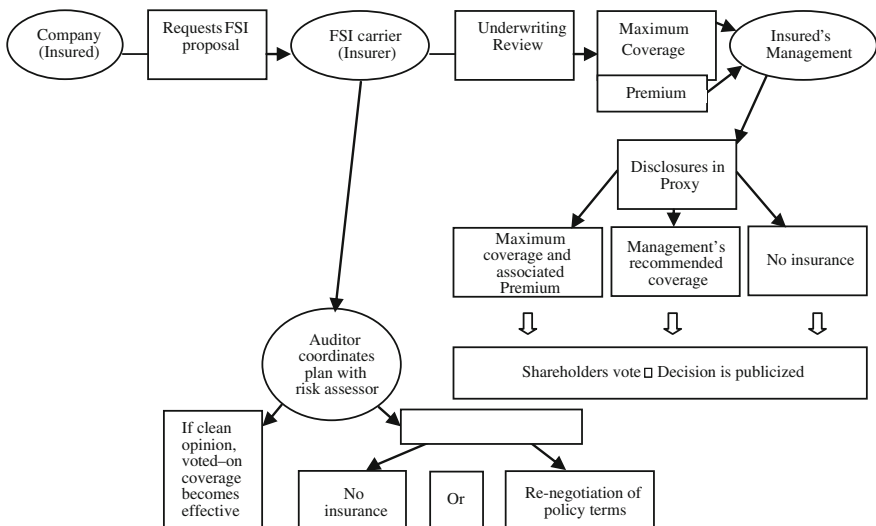 Company
(Insured)
Requests FSI
proposal
FSI carrier
(Insurer)
Underwriting
Review
Maximum
Coverage
Premium
Insured’s
Management
Disclosures in
Proxy
Maximum
coverage and
associated
Premium
Management’s
recommended
coverage
No insurance
Shareholders vote □ Decision is publicized
Auditor
coordinates
plan with
risk assessor
If clean
opinion,
voted–on
coverage
becomes
effective
No
insurance
Or
Re-negotiation of
policy terms